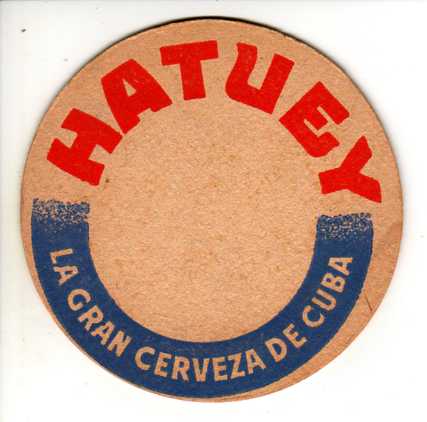 HATUEY
LA GRAN CERVEZA DE CUBA